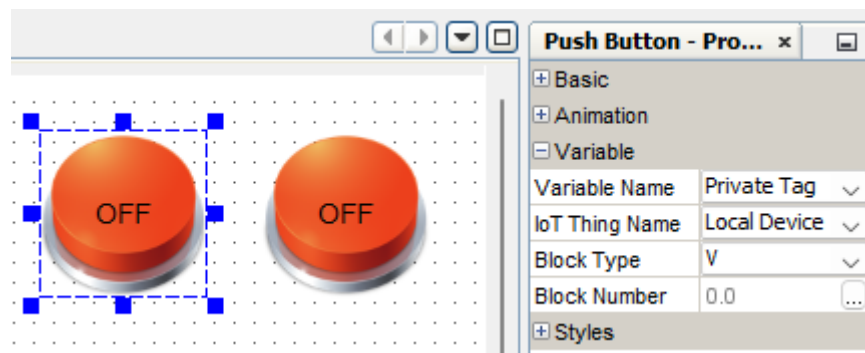 Push Button - Pro... ×
Basic
Animation
Variable
Variable Name Private Tag
IoT Thing Name Local Device
Block Type V
Block Number 0.0 ...
Styles
OFF OFF